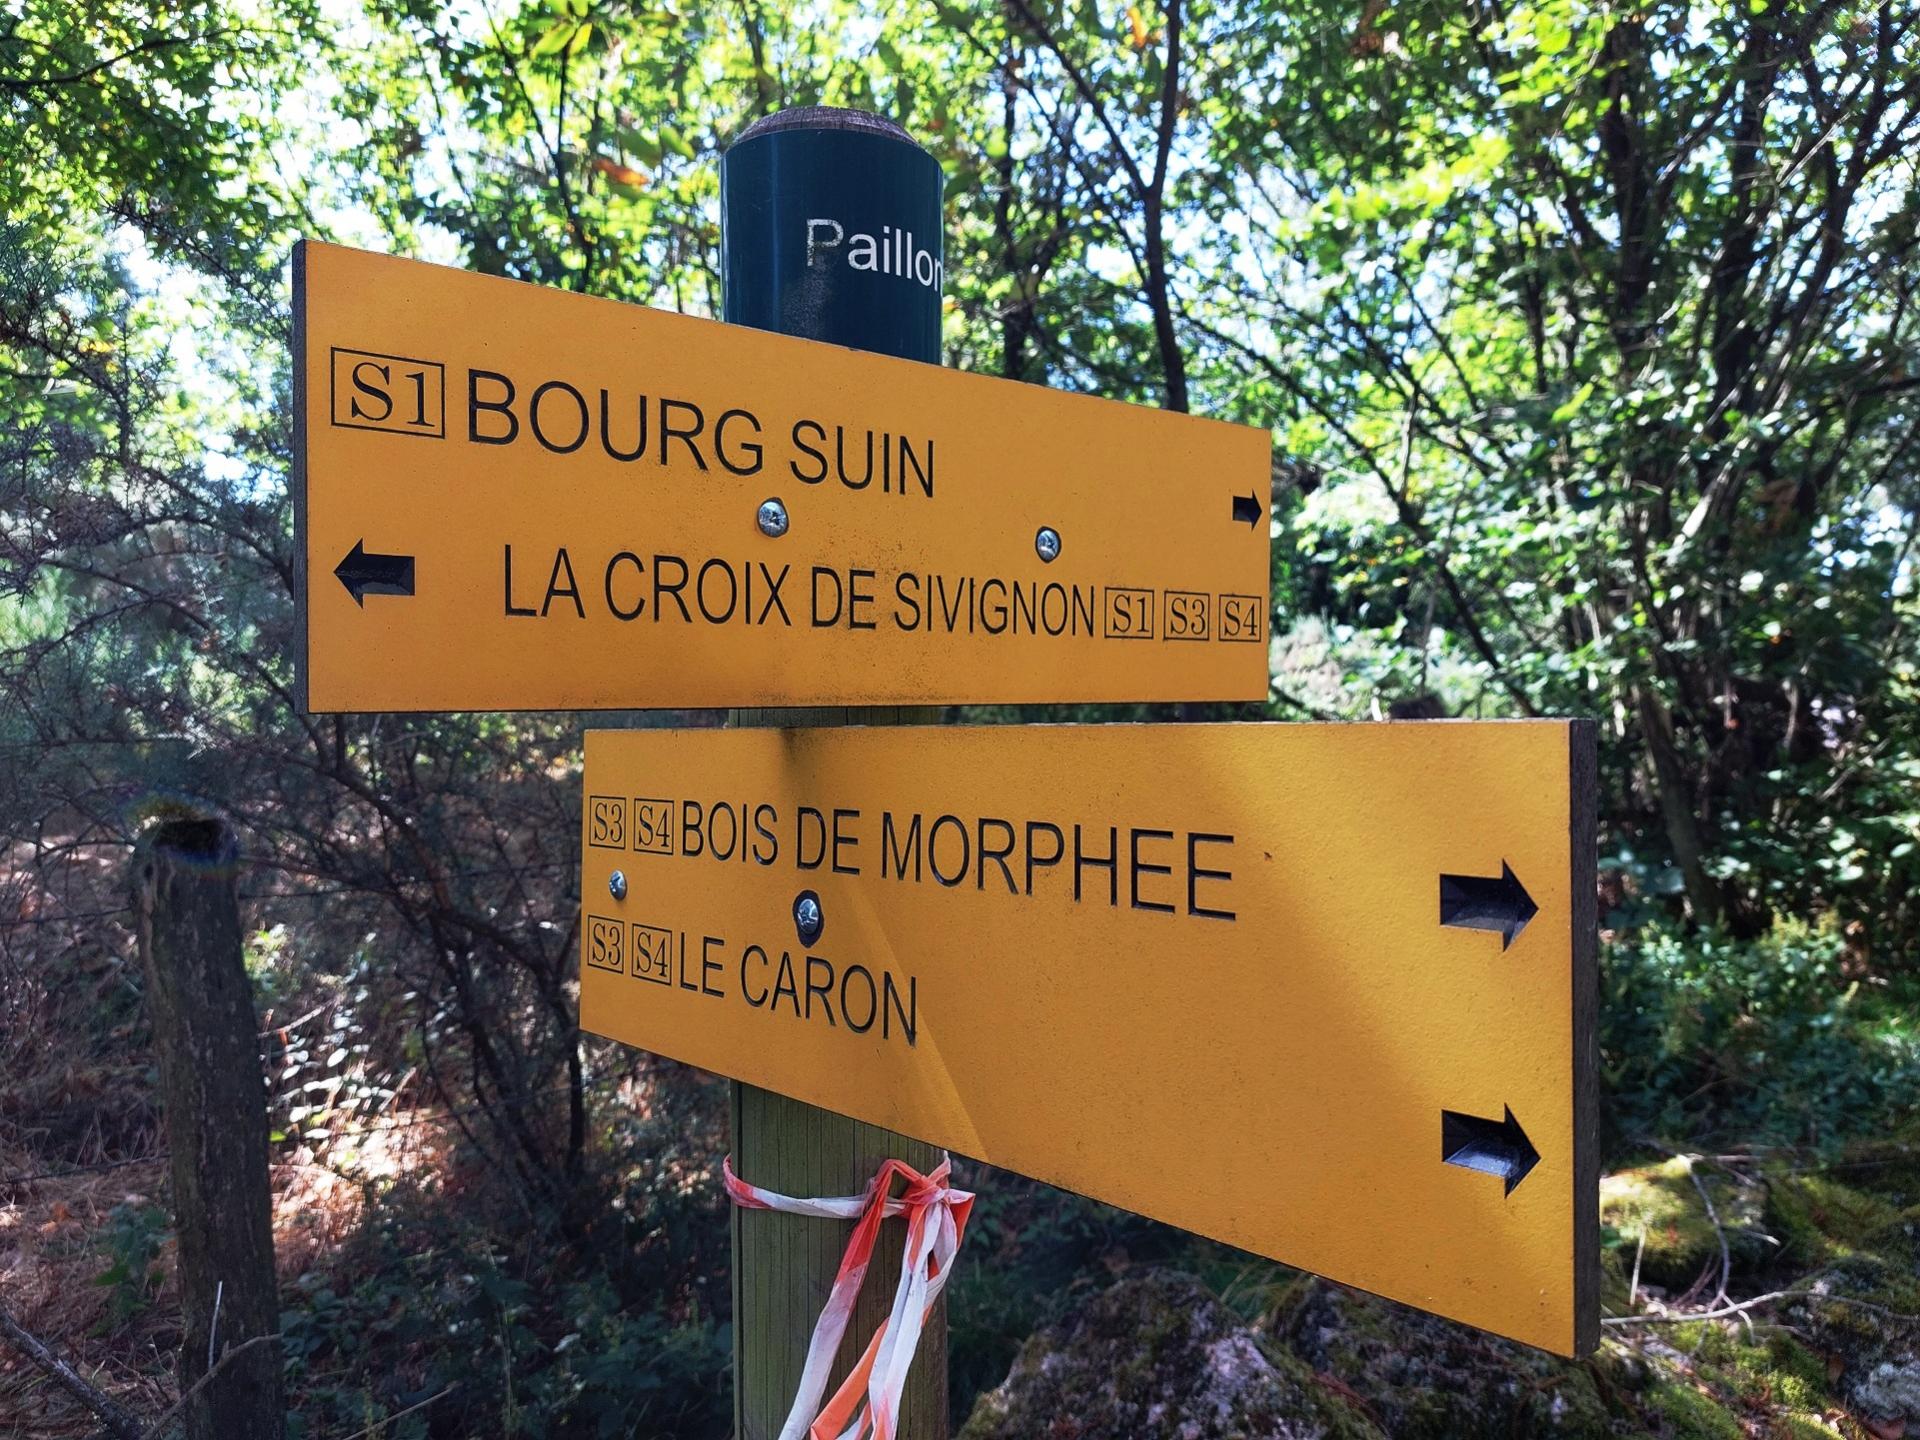 Paillon
S1 BOURG SUIN
LA CROIX DE SIVIGNON S1 S3 S4
S3 S4 BOIS DE MORPHEE
S3 S4 LE CARON